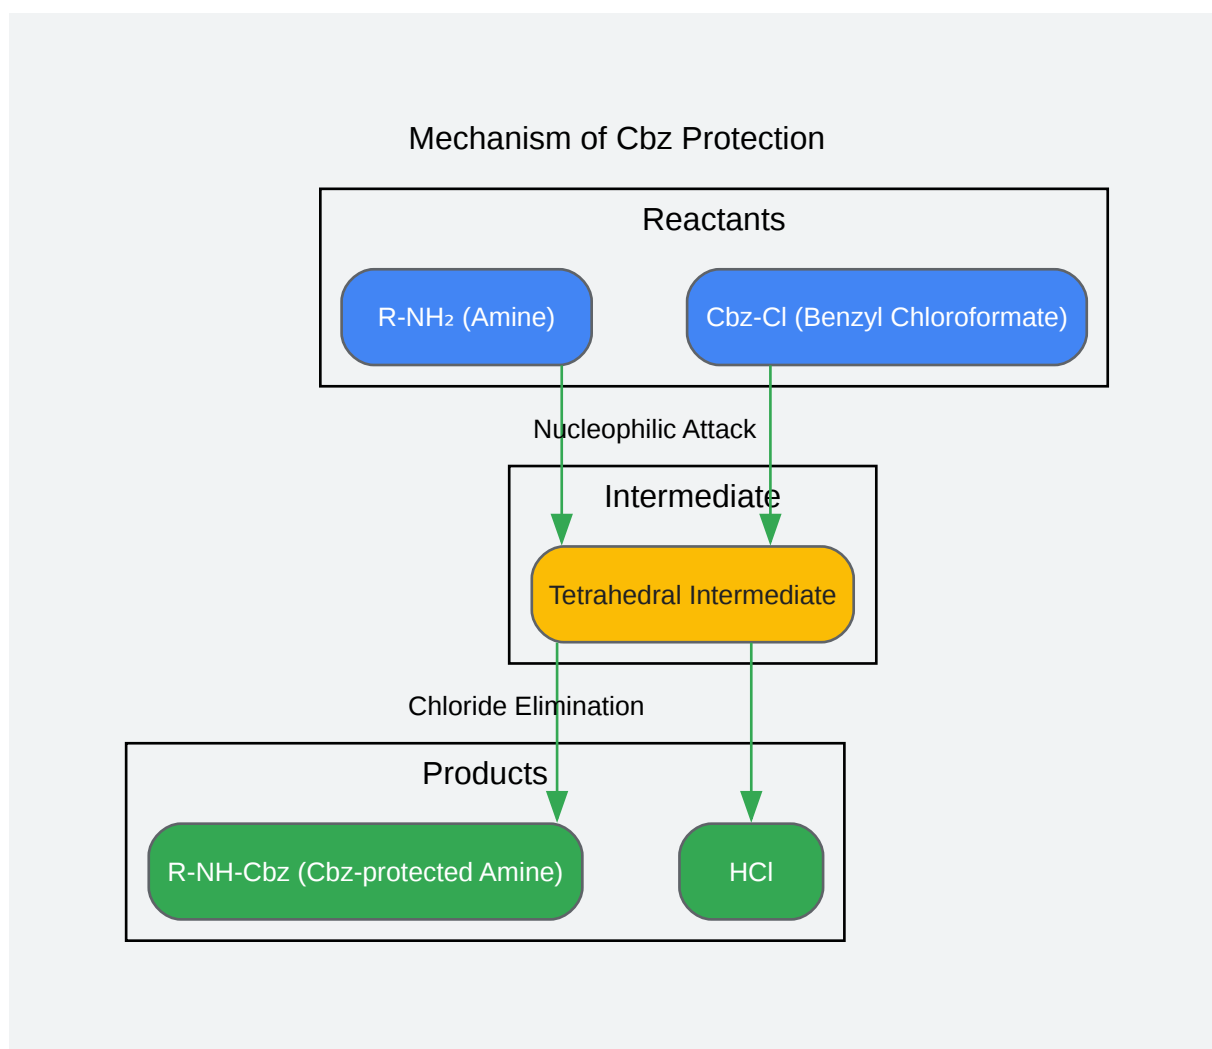 Mechanism of Cbz Protection
Reactants
R-NH₂ (Amine)
Cbz-Cl (Benzyl Chloroformate)
Nucleophilic Attack
Intermediate
Tetrahedral Intermediate
Chloride Elimination
Products
R-NH-Cbz (Cbz-protected Amine)
HCl